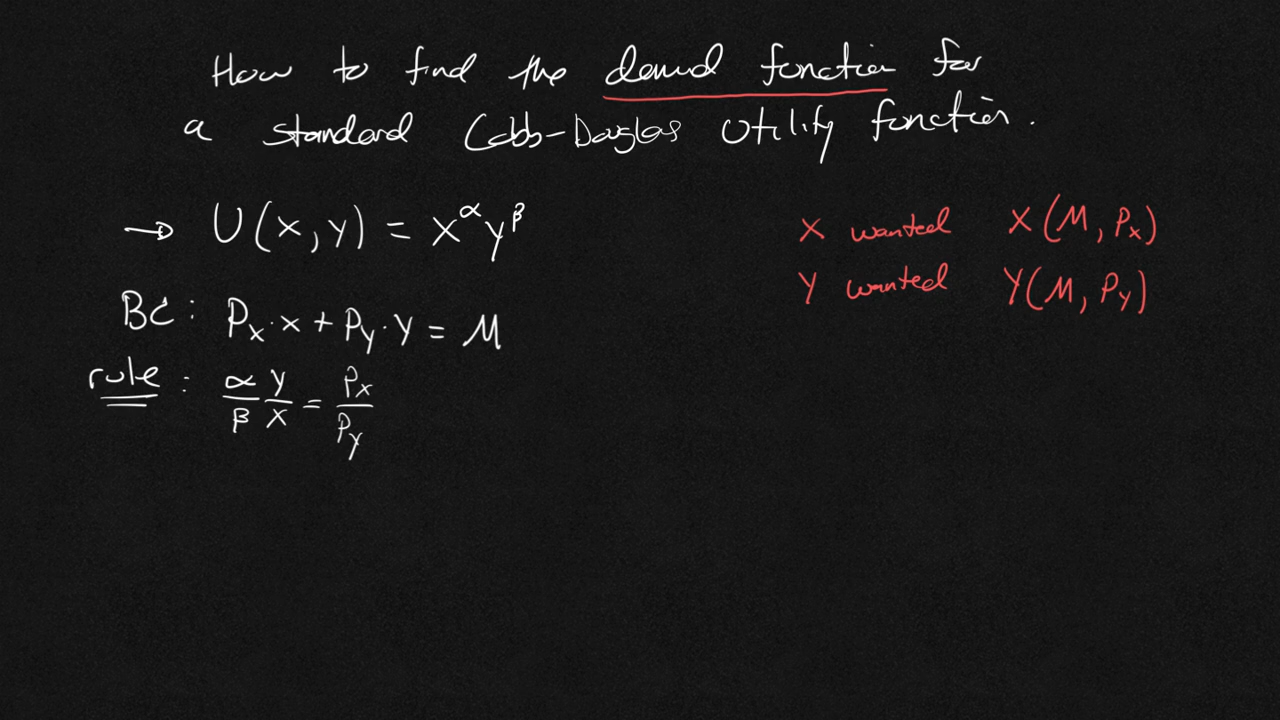 How to find the demand function for
a standard Cobb-Douglas Utility function.
→ U(x,y) = x^α y^β
X wanted X(M, Px)
Y wanted Y(M, Py)
BC: Px·x + Py·y = M
rule: α/β y/x = Px/Py